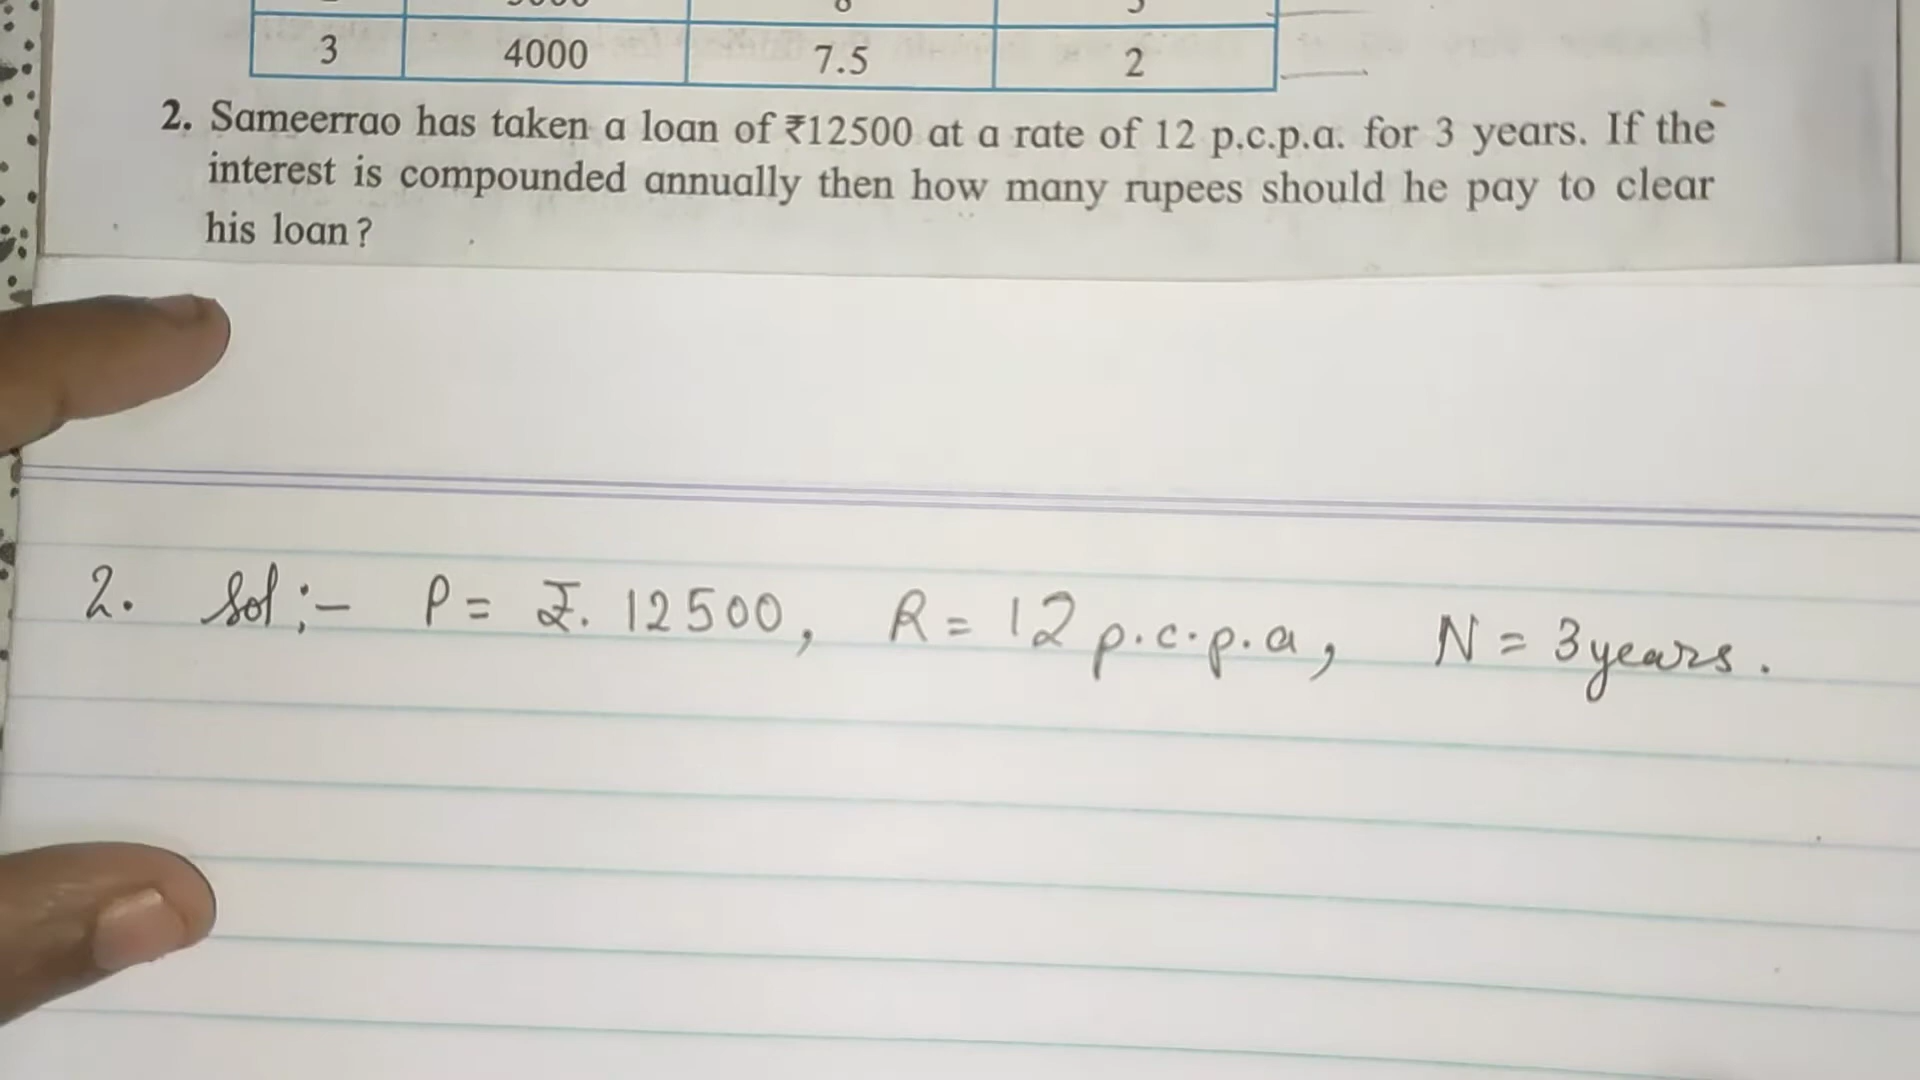 3 4000 7.5 2
2. Sameerrao has taken a loan of ₹12500 at a rate of 12 p.c.p.a. for 3 years. If the
interest is compounded annually then how many rupees should he pay to clear
his loan?
2. Sol :- P = ₹. 12500, R = 12 p.c.p.a, N = 3 years.